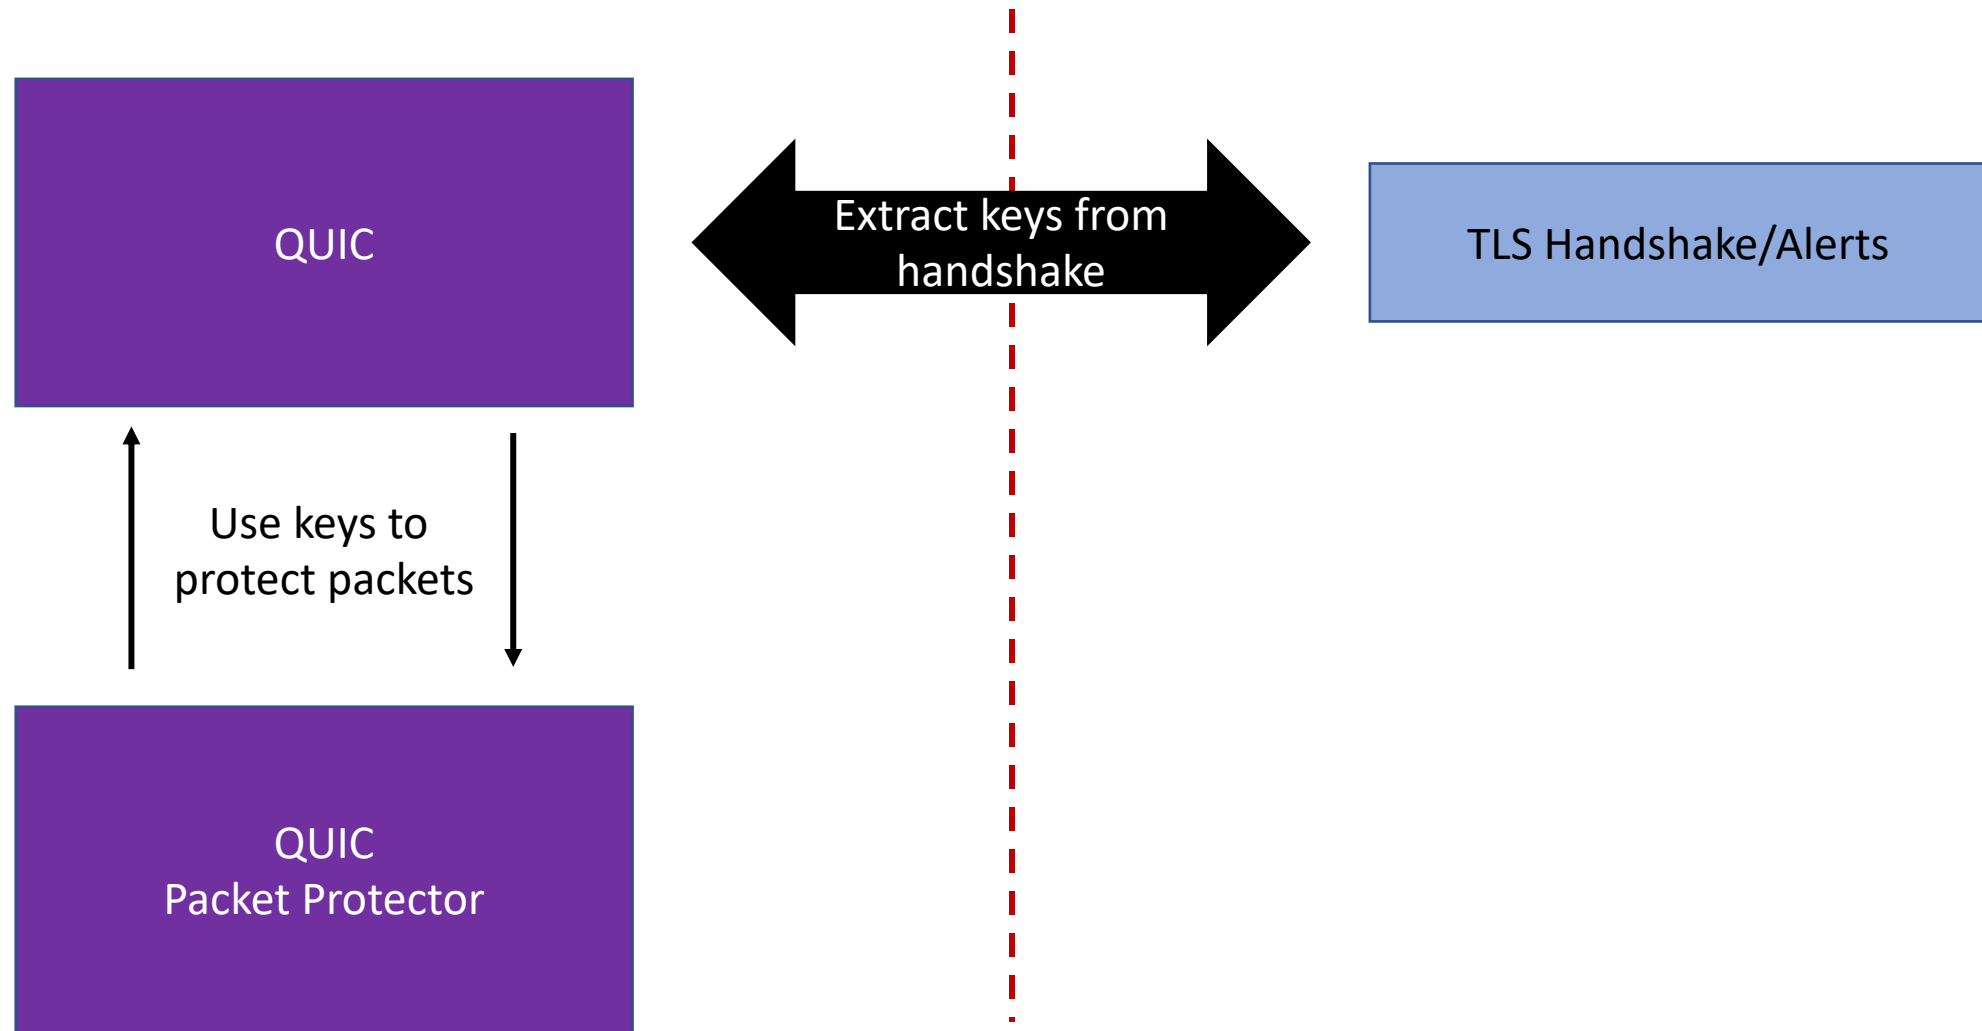 QUIC
Extract keys from
handshake
TLS Handshake/Alerts
Use keys to
protect packets
QUIC
Packet Protector